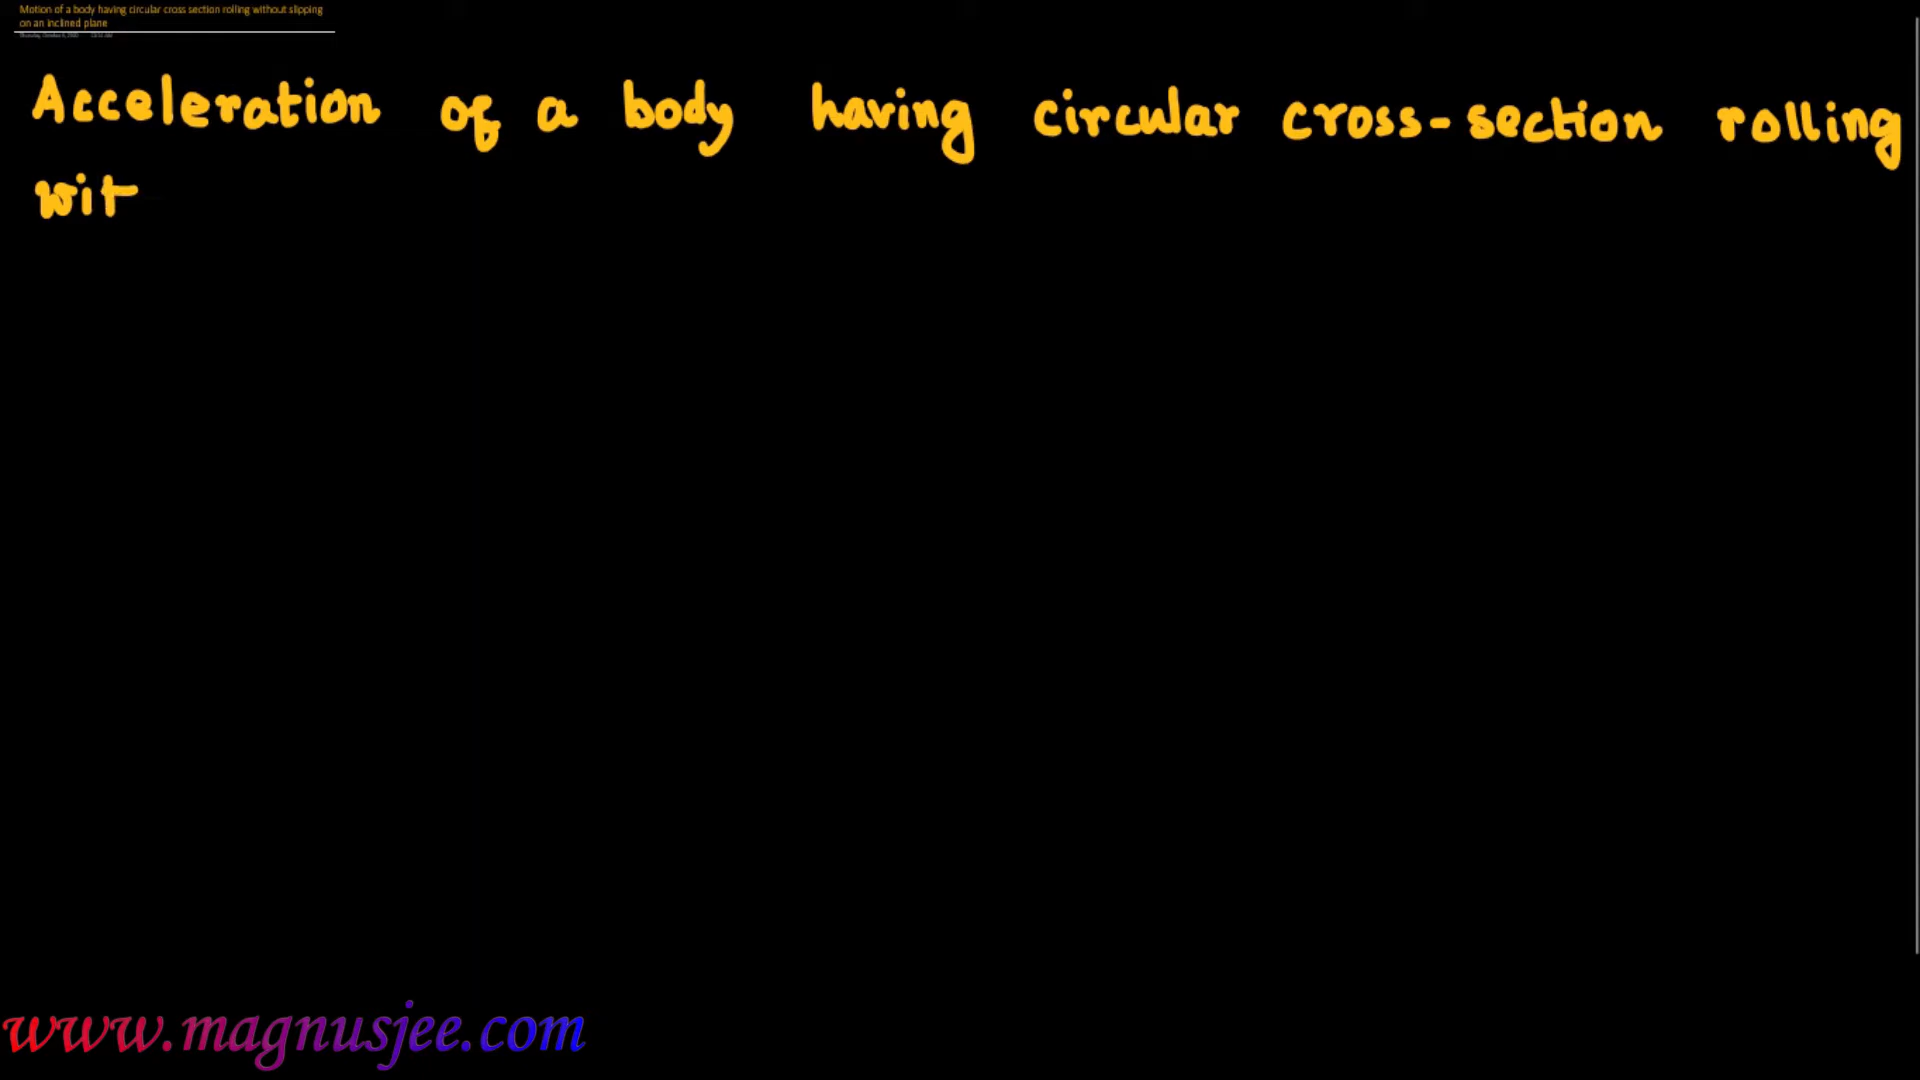 Motion of a body having circular cross section rolling without slipping
on an inclined plane
Acceleration of a body having circular cross-section rolling
wit
www.magnusjee.com